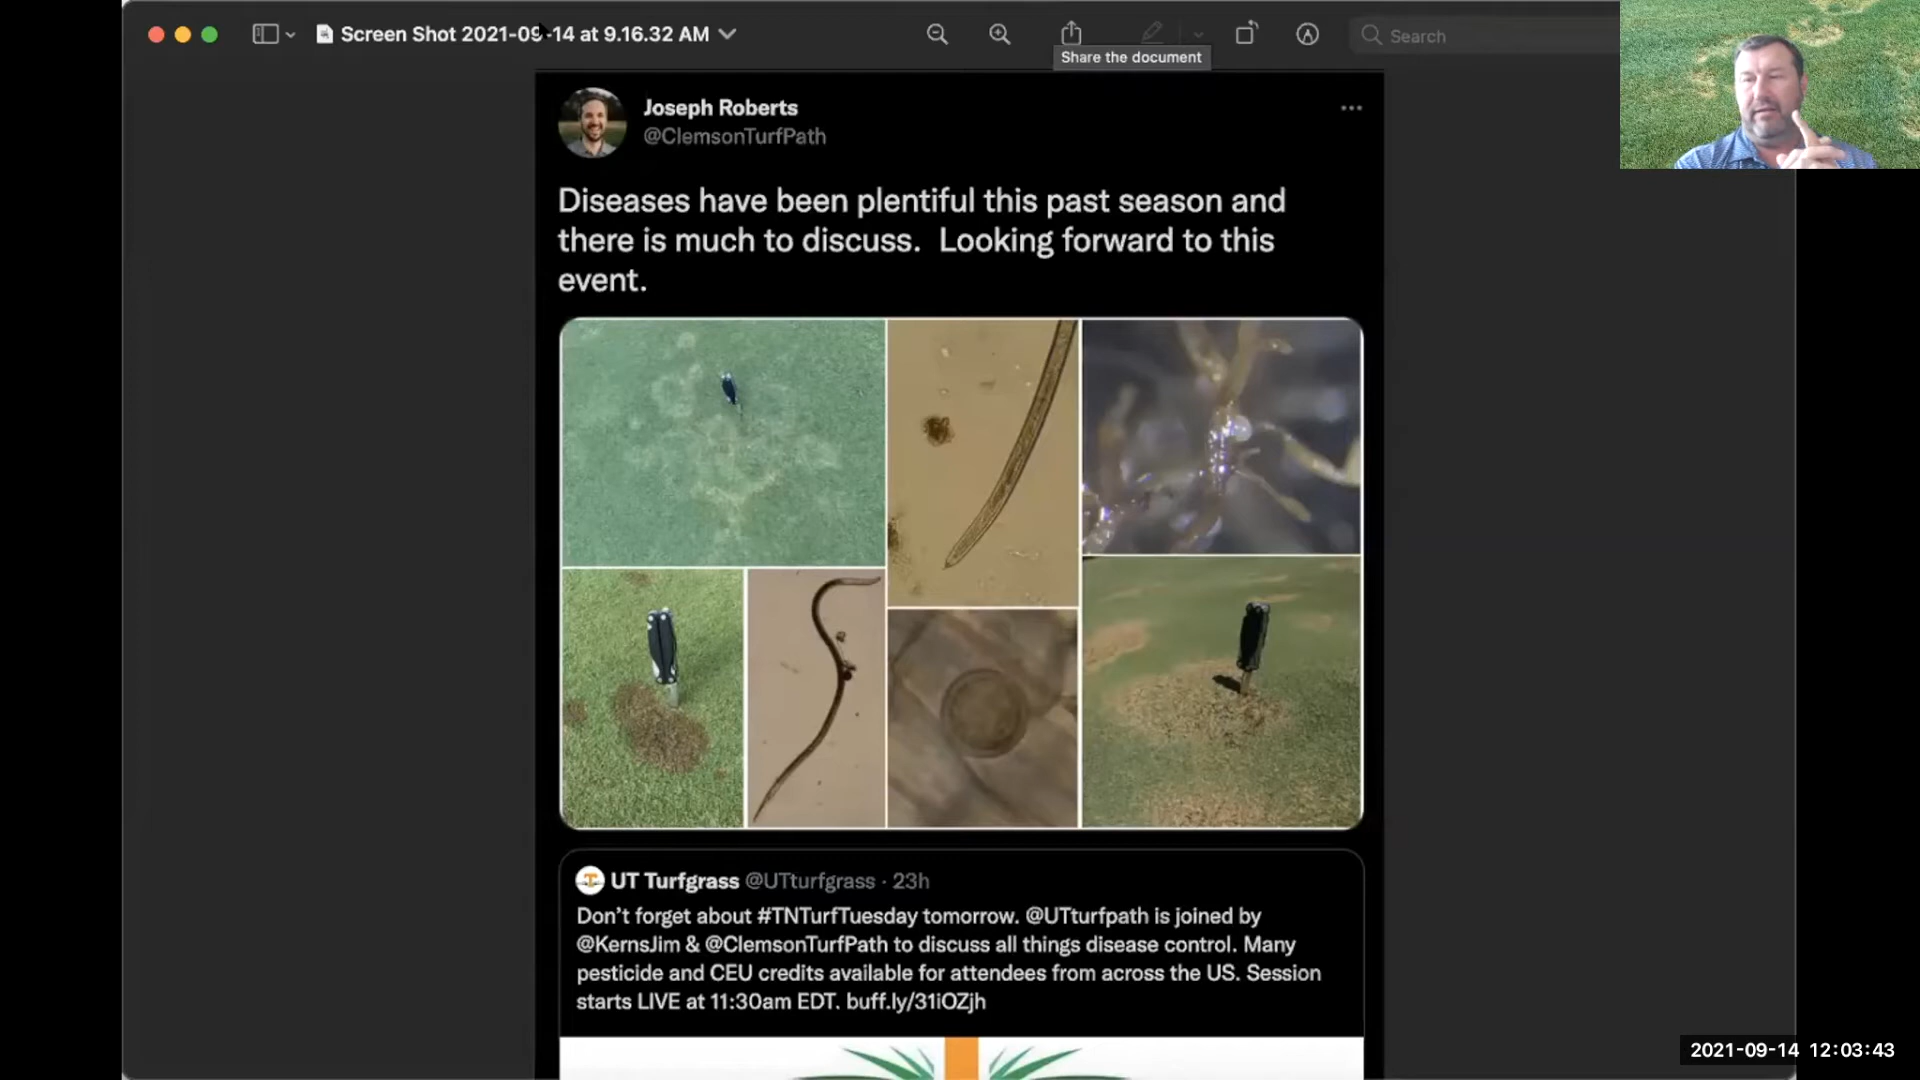 Screen Shot 2021-09-14 at 9.16.32 AM
Search
Share the document
Joseph Roberts
@ClemsonTurfPath
Diseases have been plentiful this past season and
there is much to discuss.  Looking forward to this
event.
UT Turfgrass @UTturfgrass · 23h
Don't forget about #TNTurfTuesday tomorrow. @UTturfpath is joined by
@KernsJim & @ClemsonTurfPath to discuss all things disease control. Many
pesticide and CEU credits available for attendees from across the US. Session
starts LIVE at 11:30am EDT. buff.ly/31iOZjh
2021-09-14 12:03:43